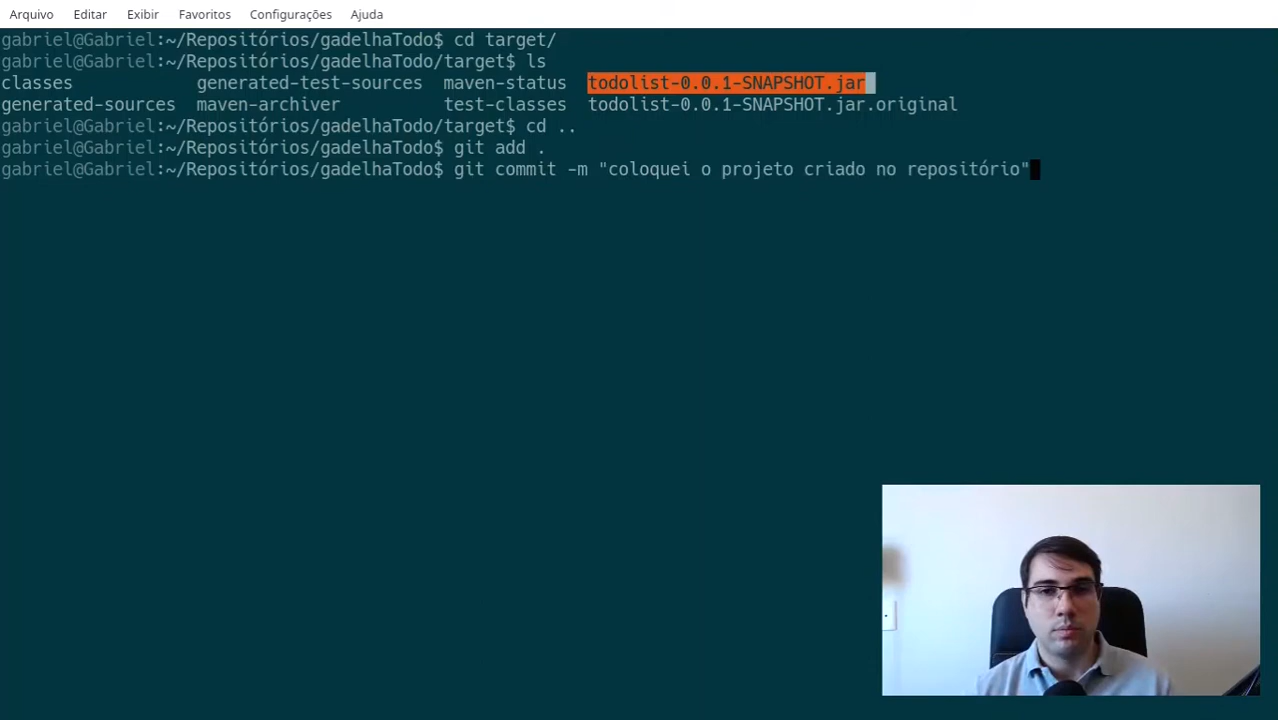 Arquivo Editar Exibir Favoritos Configurações Ajuda
gabriel@Gabriel:~/Repositórios/gadelhaTodo$ cd target/
gabriel@Gabriel:~/Repositórios/gadelhaTodo/target$ ls
classes generated-test-sources maven-status todolist-0.0.1-SNAPSHOT.jar
generated-sources maven-archiver test-classes todolist-0.0.1-SNAPSHOT.jar.original
gabriel@Gabriel:~/Repositórios/gadelhaTodo/target$ cd ..
gabriel@Gabriel:~/Repositórios/gadelhaTodo$ git add .
gabriel@Gabriel:~/Repositórios/gadelhaTodo$ git commit -m "coloquei o projeto criado no repositório"